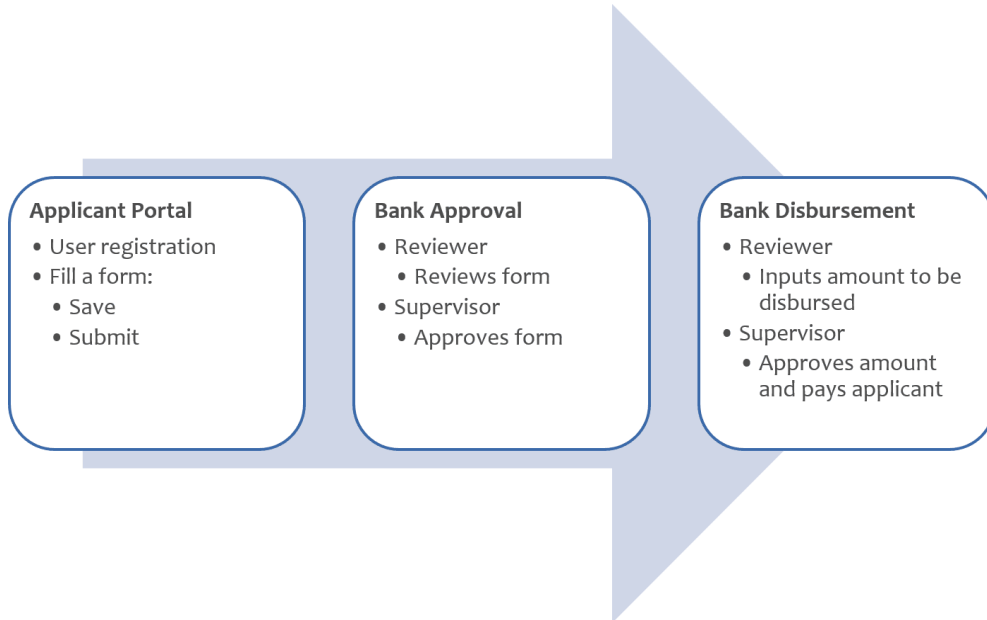 Applicant Portal
• User registration
• Fill a form:
• Save
• Submit
Bank Approval
• Reviewer
• Reviews form
• Supervisor
• Approves form
Bank Disbursement
• Reviewer
• Inputs amount to be
disbursed
• Supervisor
• Approves amount
and pays applicant